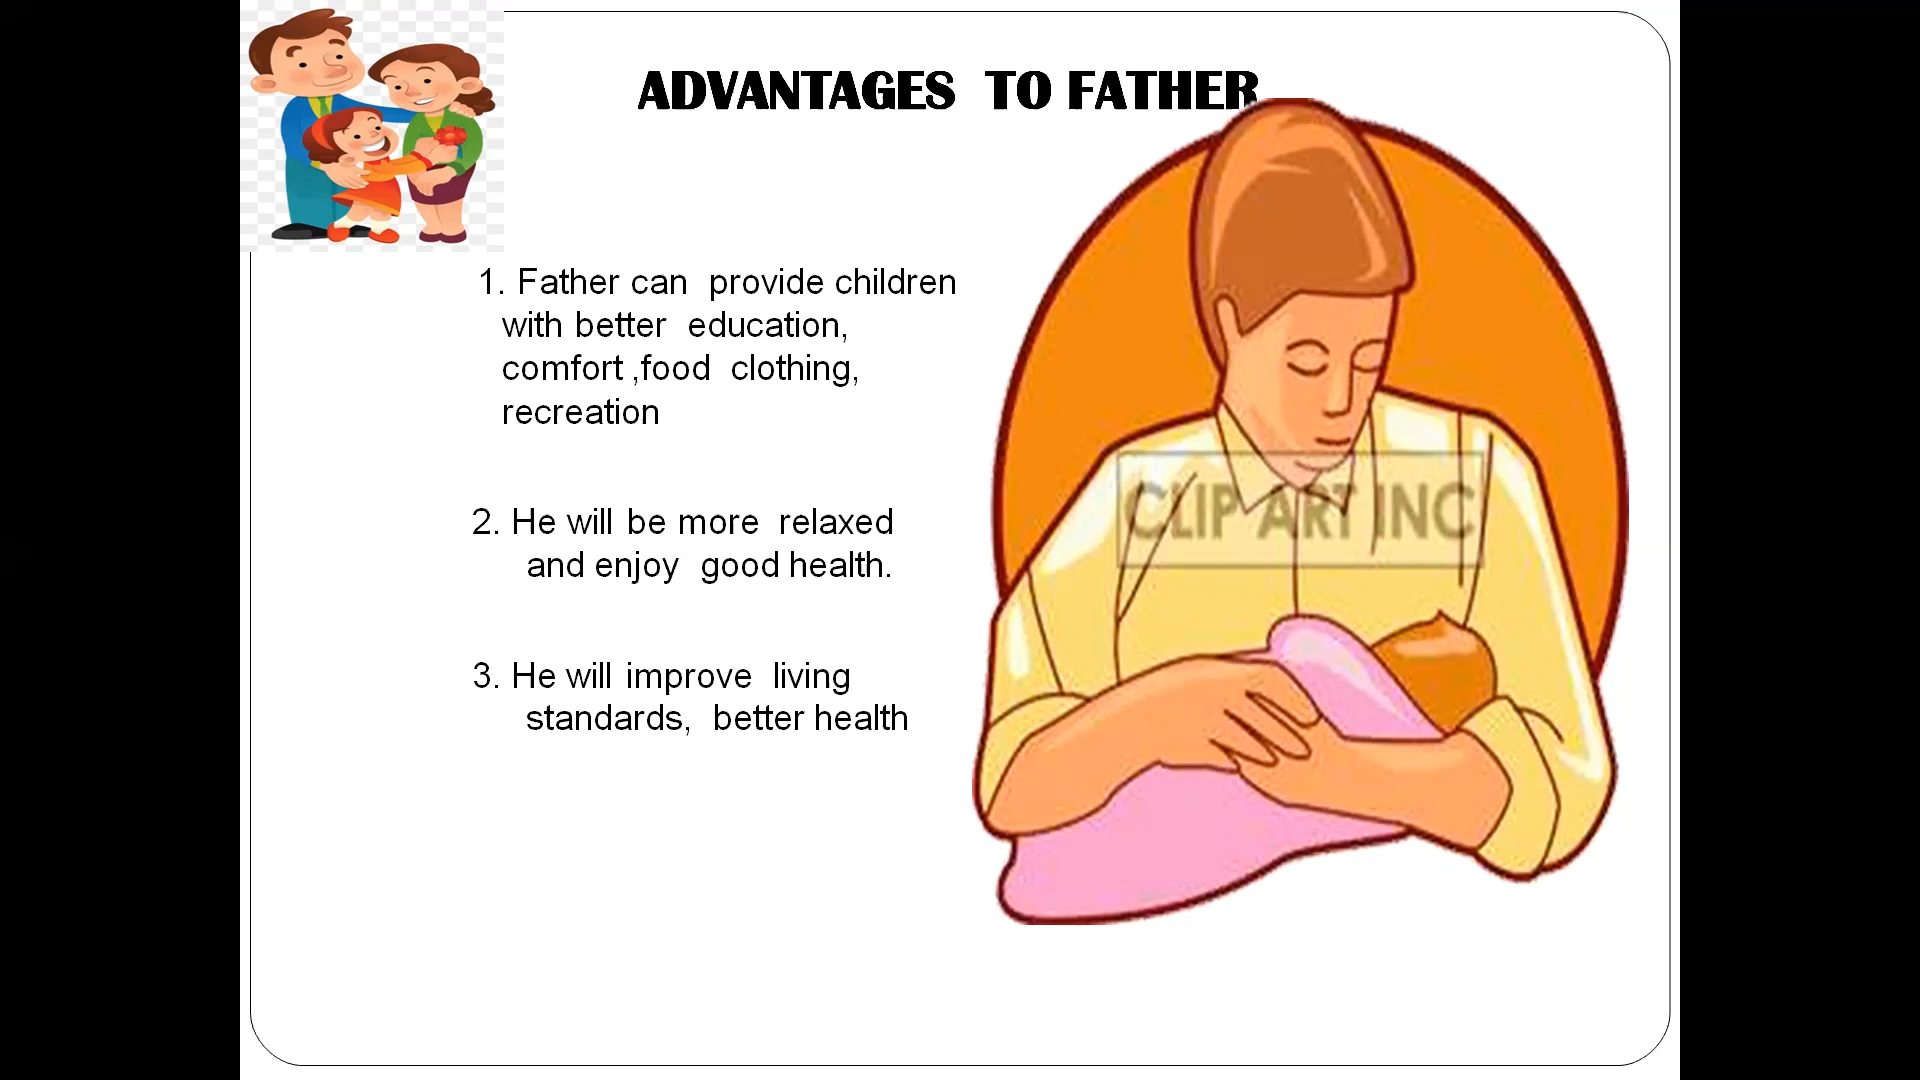 ADVANTAGES TO FATHER
1. Father can provide children
with better education,
comfort ,food clothing,
recreation
2. He will be more relaxed
and enjoy good health.
3. He will improve living
standards, better health
CLIP ART INC